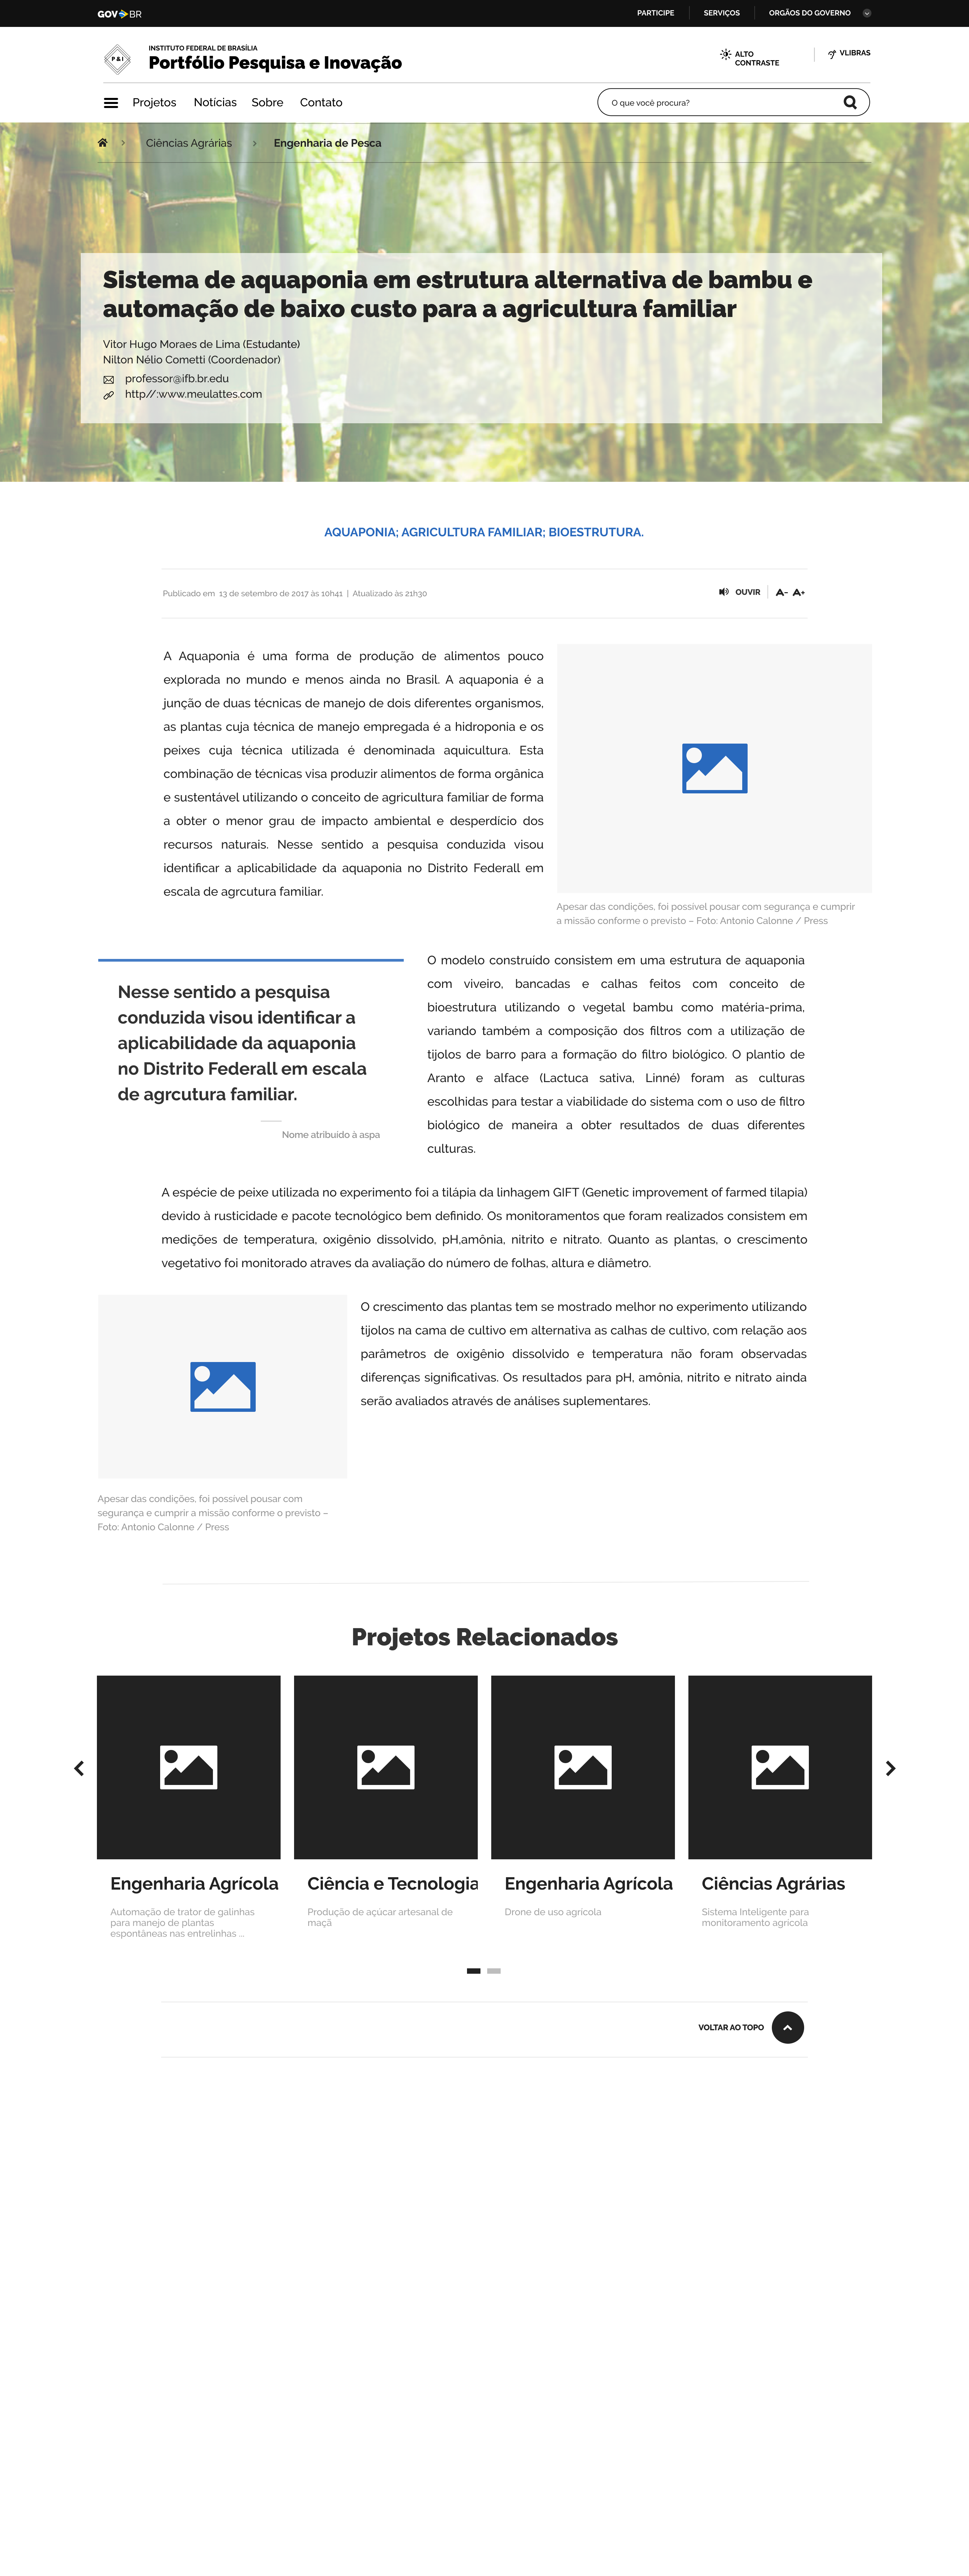 GOV BR
PARTICIPE
SERVIÇOS
ORGÃOS DO GOVERNO
P & I
INSTITUTO FEDERAL DE BRASÍLIA
Portfólio Pesquisa e Inovação
ALTO
CONTRASTE
VLIBRAS
Projetos
Notícias
Sobre
Contato
O que você procura?
Ciências Agrárias
Engenharia de Pesca
Sistema de aquaponia em estrutura alternativa de bambu e
automação de baixo custo para a agricultura familiar
Vitor Hugo Moraes de Lima (Estudante)
Nilton Nélio Cometti (Coordenador)
professor@ifb.br.edu
http//:www.meulattes.com
AQUAPONIA; AGRICULTURA FAMILIAR; BIOESTRUTURA.
Publicado em 13 de setembro de 2017 às 10h41 | Atualizado às 21h30
OUVIR
A- A+
A Aquaponia é uma forma de produção de alimentos pouco
explorada no mundo e menos ainda no Brasil. A aquaponia é a
junção de duas técnicas de manejo de dois diferentes organismos,
as plantas cuja técnica de manejo empregada é a hidroponia e os
peixes cuja técnica utilizada é denominada aquicultura. Esta
combinação de técnicas visa produzir alimentos de forma orgânica
e sustentável utilizando o conceito de agricultura familiar de forma
a obter o menor grau de impacto ambiental e desperdício dos
recursos naturais. Nesse sentido a pesquisa conduzida visou
identificar a aplicabilidade da aquaponia no Distrito Federall em
escala de agrcutura familiar.
Apesar das condições, foi possível pousar com segurança e cumprir
a missão conforme o previsto – Foto: Antonio Calonne / Press
Nesse sentido a pesquisa
conduzida visou identificar a
aplicabilidade da aquaponia
no Distrito Federall em escala
de agrcutura familiar.
Nome atribuído à aspa
O modelo construído consistem em uma estrutura de aquaponia
com viveiro, bancadas e calhas feitos com conceito de
bioestrutura utilizando o vegetal bambu como matéria-prima,
variando também a composição dos filtros com a utilização de
tijolos de barro para a formação do filtro biológico. O plantio de
Aranto e alface (Lactuca sativa, Linné) foram as culturas
escolhidas para testar a viabilidade do sistema com o uso de filtro
biológico de maneira a obter resultados de duas diferentes
culturas.
A espécie de peixe utilizada no experimento foi a tilápia da linhagem GIFT (Genetic improvement of farmed tilapia)
devido à rusticidade e pacote tecnológico bem definido. Os monitoramentos que foram realizados consistem em
medições de temperatura, oxigênio dissolvido, pH,amônia, nitrito e nitrato. Quanto as plantas, o crescimento
vegetativo foi monitorado atraves da avaliação do número de folhas, altura e diâmetro.
O crescimento das plantas tem se mostrado melhor no experimento utilizando
tijolos na cama de cultivo em alternativa as calhas de cultivo, com relação aos
parâmetros de oxigênio dissolvido e temperatura não foram observadas
diferenças significativas. Os resultados para pH, amônia, nitrito e nitrato ainda
serão avaliados através de análises suplementares.
Apesar das condições, foi possível pousar com
segurança e cumprir a missão conforme o previsto –
Foto: Antonio Calonne / Press
Projetos Relacionados
Engenharia Agrícola
Automação de trator de galinhas
para manejo de plantas
espontâneas nas entrelinhas ...
Ciência e Tecnologia
Produção de açúcar artesanal de
maçã
Engenharia Agrícola
Drone de uso agrícola
Ciências Agrárias
Sistema Inteligente para
monitoramento agrícola
VOLTAR AO TOPO